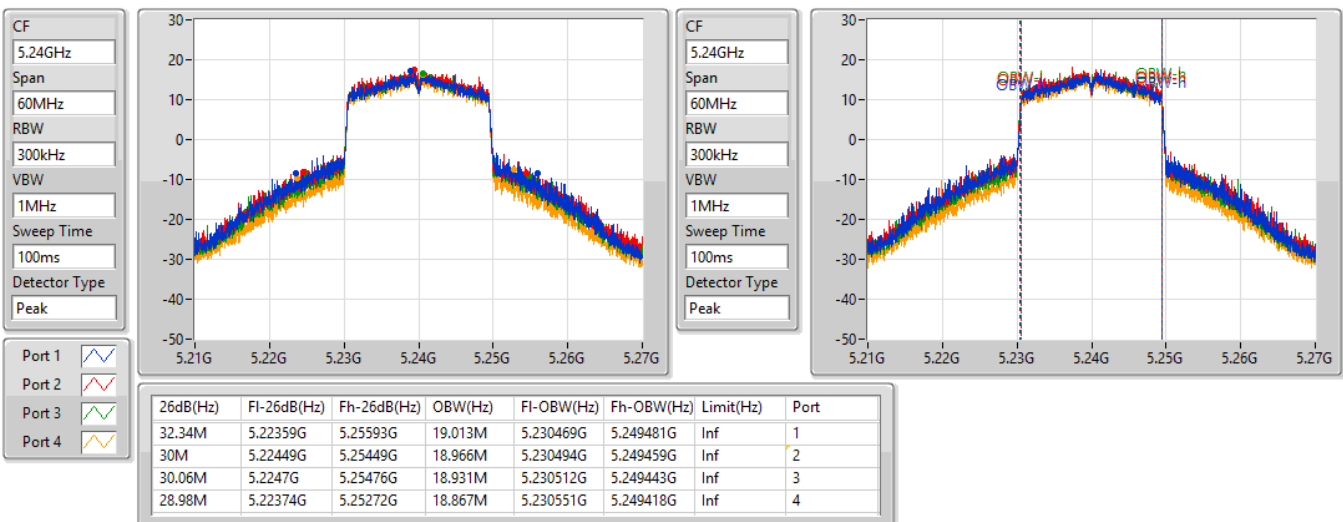 CF
5.24GHz
Span
60MHz
RBW
300kHz
VBW
1MHz
Sweep Time
100ms
Detector Type
Peak
30
20
10
0
-10
-20
-30
-40
-50
5.21G 5.22G 5.23G 5.24G 5.25G 5.26G 5.27G
CF
5.24GHz
Span
60MHz
RBW
300kHz
VBW
1MHz
Sweep Time
100ms
Detector Type
Peak
30
20
10
0
-10
-20
-30
-40
-50
OBW-l OBW-h
5.21G 5.22G 5.23G 5.24G 5.25G 5.26G 5.27G
Port 1
Port 2
Port 3
Port 4
26dB(Hz) Fl-26dB(Hz) Fh-26dB(Hz) OBW(Hz) Fl-OBW(Hz) Fh-OBW(Hz) Limit(Hz) Port
32.34M 5.22359G 5.25593G 19.013M 5.230469G 5.249481G Inf 1
30M 5.22449G 5.25449G 18.966M 5.230494G 5.249459G Inf 2
30.06M 5.2247G 5.25476M 18.931M 5.230512G 5.249443G Inf 3
28.98M 5.22374G 5.25272G 18.867M 5.230551G 5.249418G Inf 4